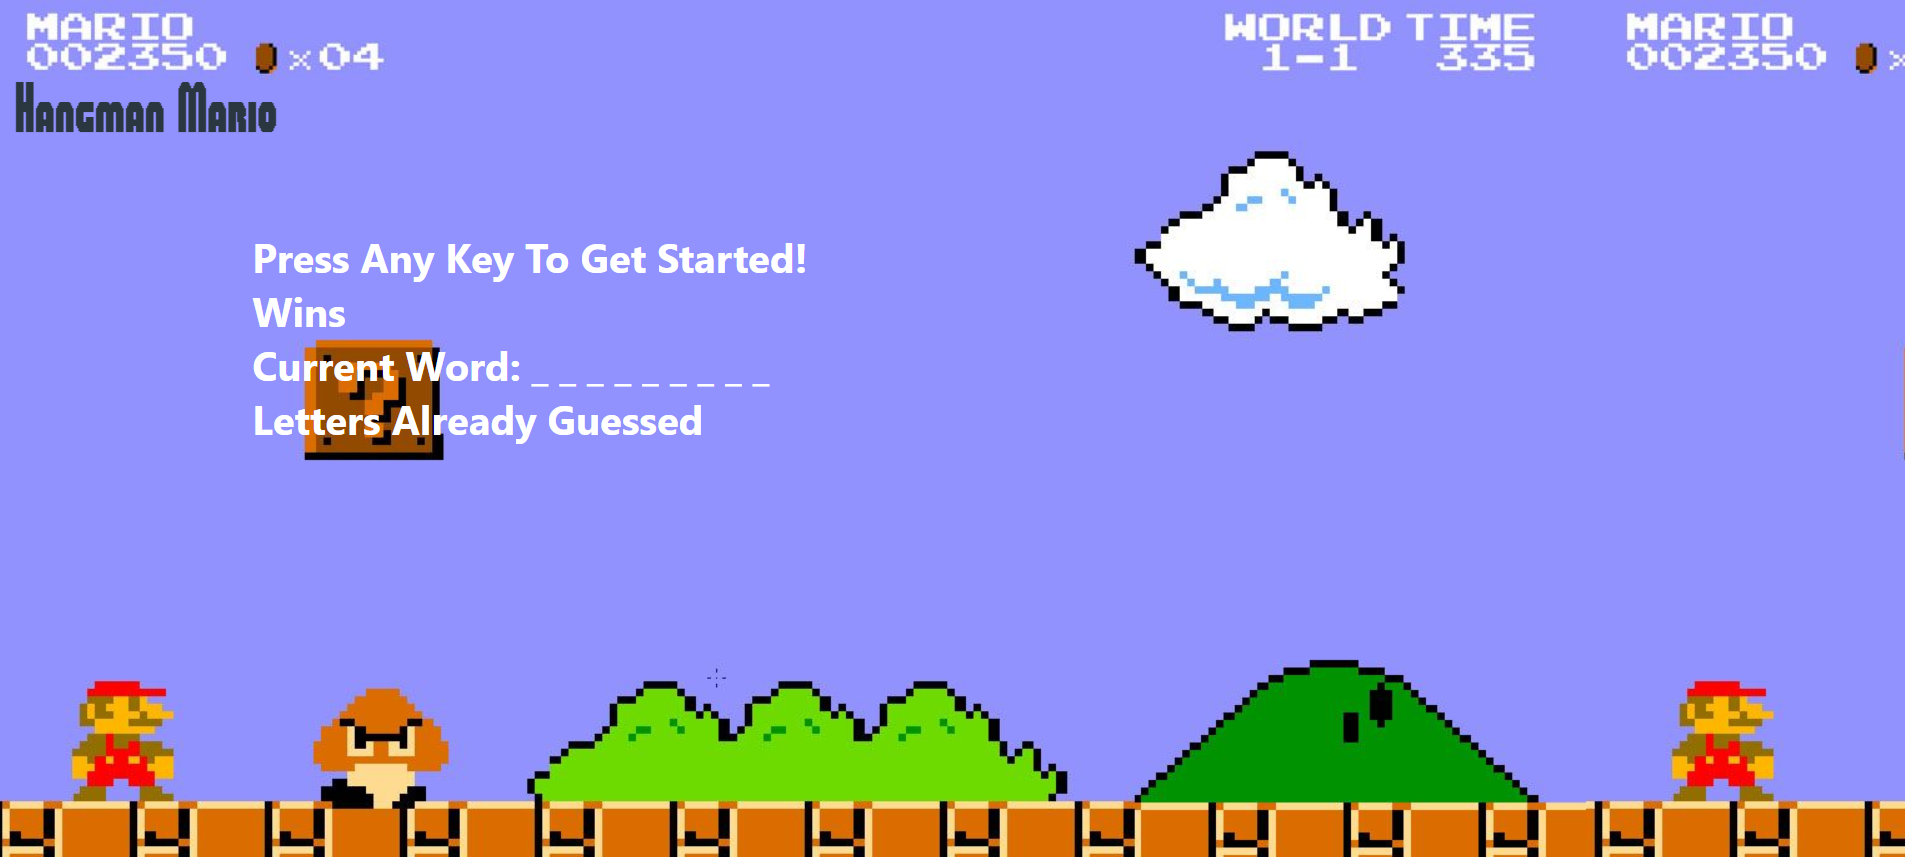 MARIO WORLD TIME MARIO
002350 ×04 1-1 335 002350 ×
Hangman Mario
Press Any Key To Get Started!
Wins
?
Current Word: _ _ _ _ _ _ _ _ _
Letters Already Guessed